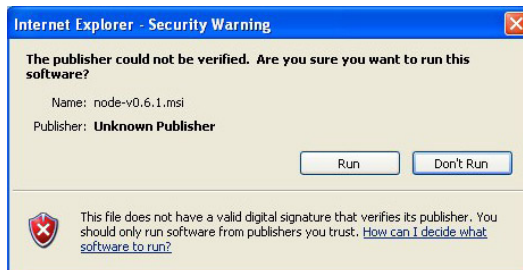 Internet Explorer - Security Warning
The publisher could not be verified.  Are you sure you want to run this
software?
Name: node-v0.6.1.msi
Publisher: Unknown Publisher
Run
Don't Run
This file does not have a valid digital signature that verifies its publisher. You
should only run software from publishers you trust. How can I decide what
software to run?